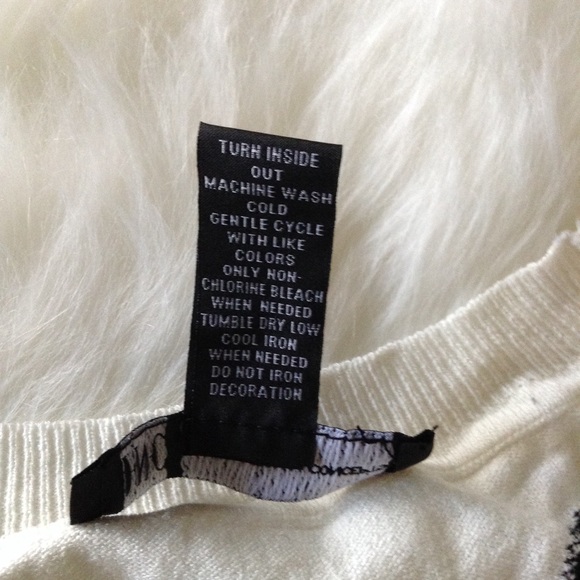 TURN INSIDE
OUT
MACHINE WASH
COLD
GENTLE CYCLE
WITH LIKE
COLORS
ONLY NON-
CHLORINE BLEACH
WHEN NEEDED
TUMBLE DRY LOW
COOL IRON
WHEN NEEDED
DO NOT IRON
DECORATION